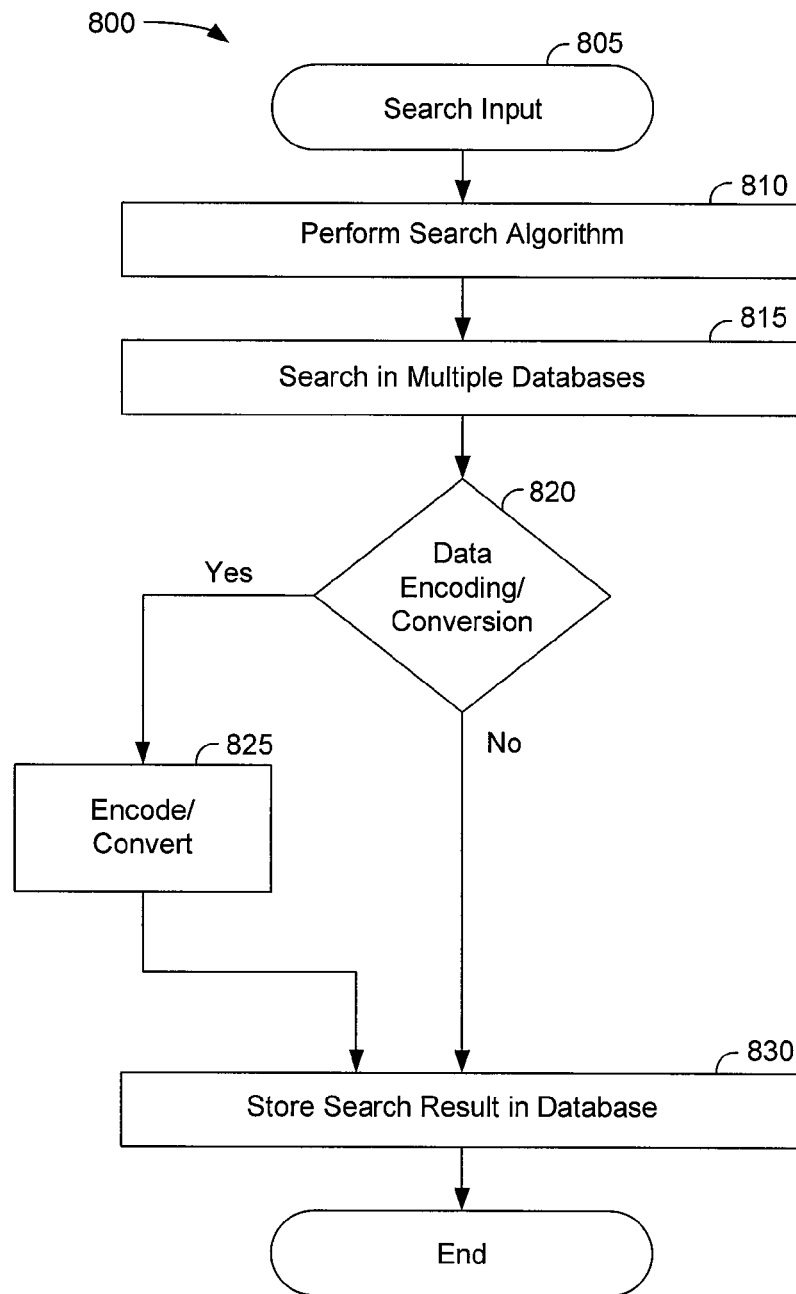 800
805
Search Input
810
Perform Search Algorithm
815
Search in Multiple Databases
820
Data
Encoding/
Conversion
Yes
No
825
Encode/
Convert
830
Store Search Result in Database
End